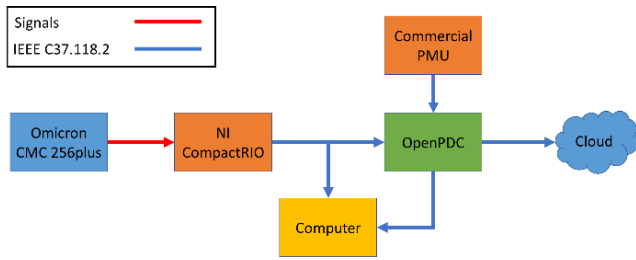 Signals
IEEE C37.118.2
Commercial
PMU
Omicron
CMC 256plus
NI
CompactRIO
OpenPDC
Cloud
Computer